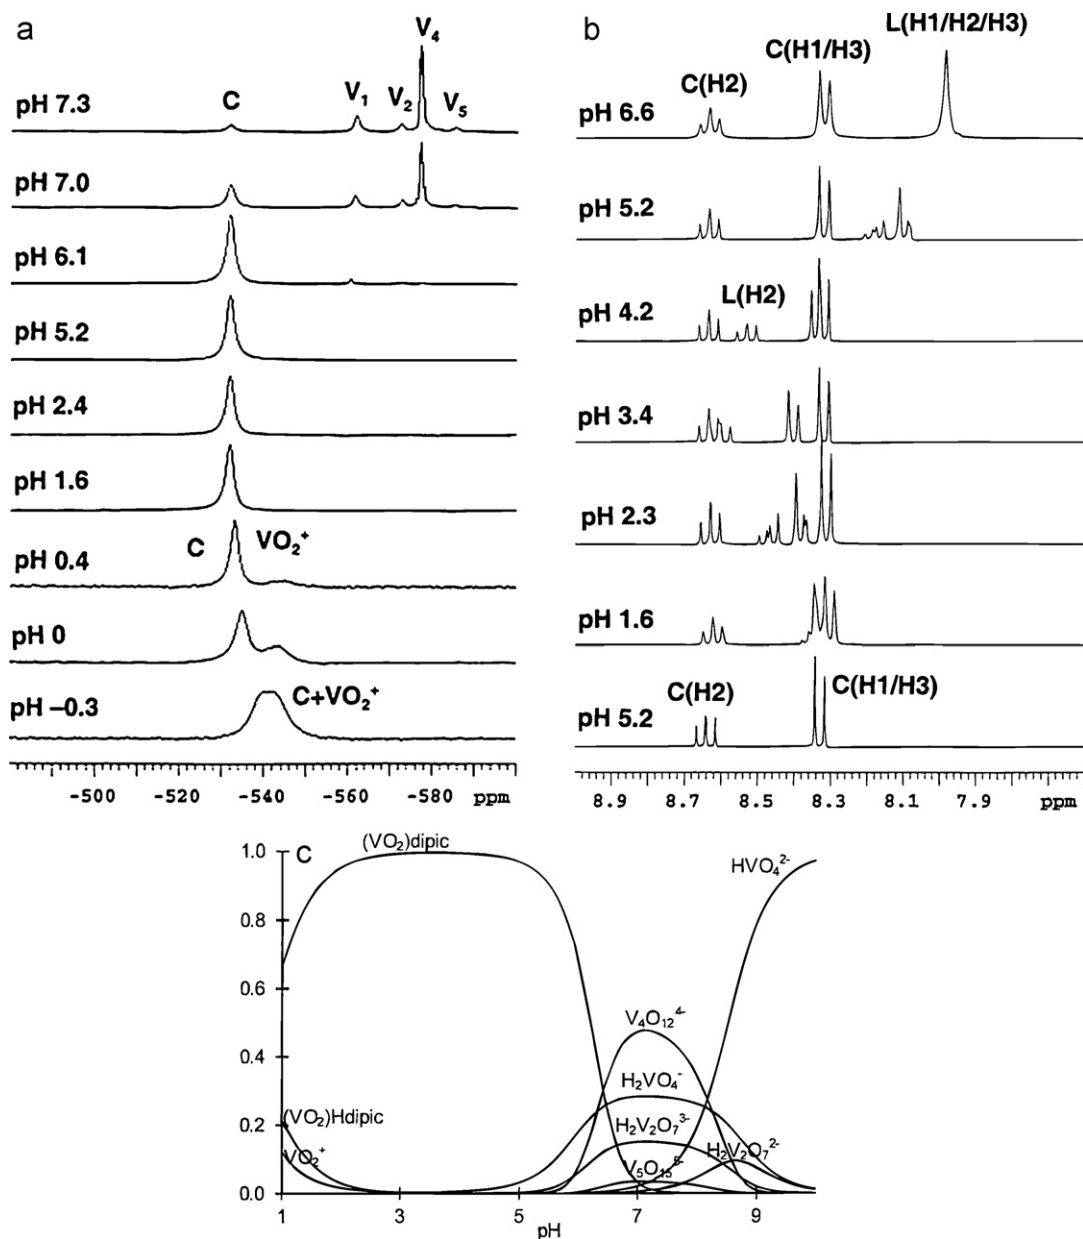 a
V₄
pH 7.3
C
V₁
V₂
V₅
pH 7.0
pH 6.1
pH 5.2
pH 2.4
pH 1.6
C
VO₂⁺
pH 0.4
pH 0
C+VO₂⁺
pH –0.3
-500 -520 -540 -560 -580 ppm
b
L(H1/H2/H3)
C(H1/H3)
C(H2)
pH 6.6
pH 5.2
L(H2)
pH 4.2
pH 3.4
pH 2.3
pH 1.6
C(H2)
C(H1/H3)
pH 5.2
8.9 8.7 8.5 8.3 8.1 7.9 ppm
C
(VO₂)dipic
HVO₄²⁻
1.0
0.8
0.6
0.4
0.2
0.0
V₄O₁₂⁴⁻
H₂VO₄⁻
H₂V₂O₇³⁻
H₂V₂O₇²⁻
V₅O₁₅⁵⁻
(VO₂)Hdipic
VO₂⁺
1 3 5 7 9
pH